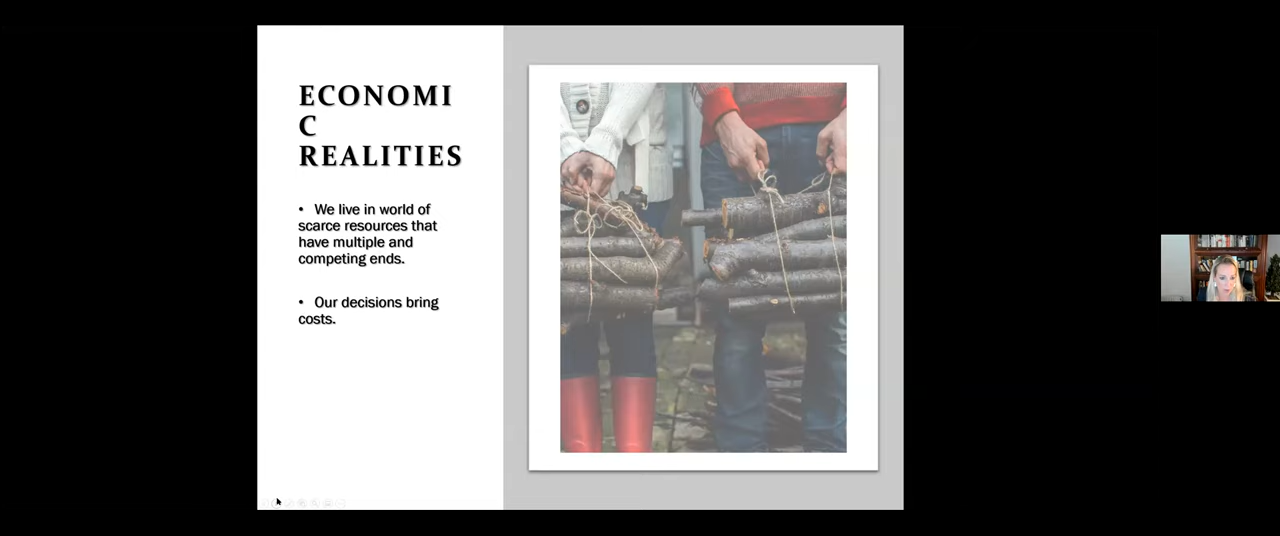 ECONOMI
C
REALITIES
• We live in world of
scarce resources that
have multiple and
competing ends.
• Our decisions bring
costs.